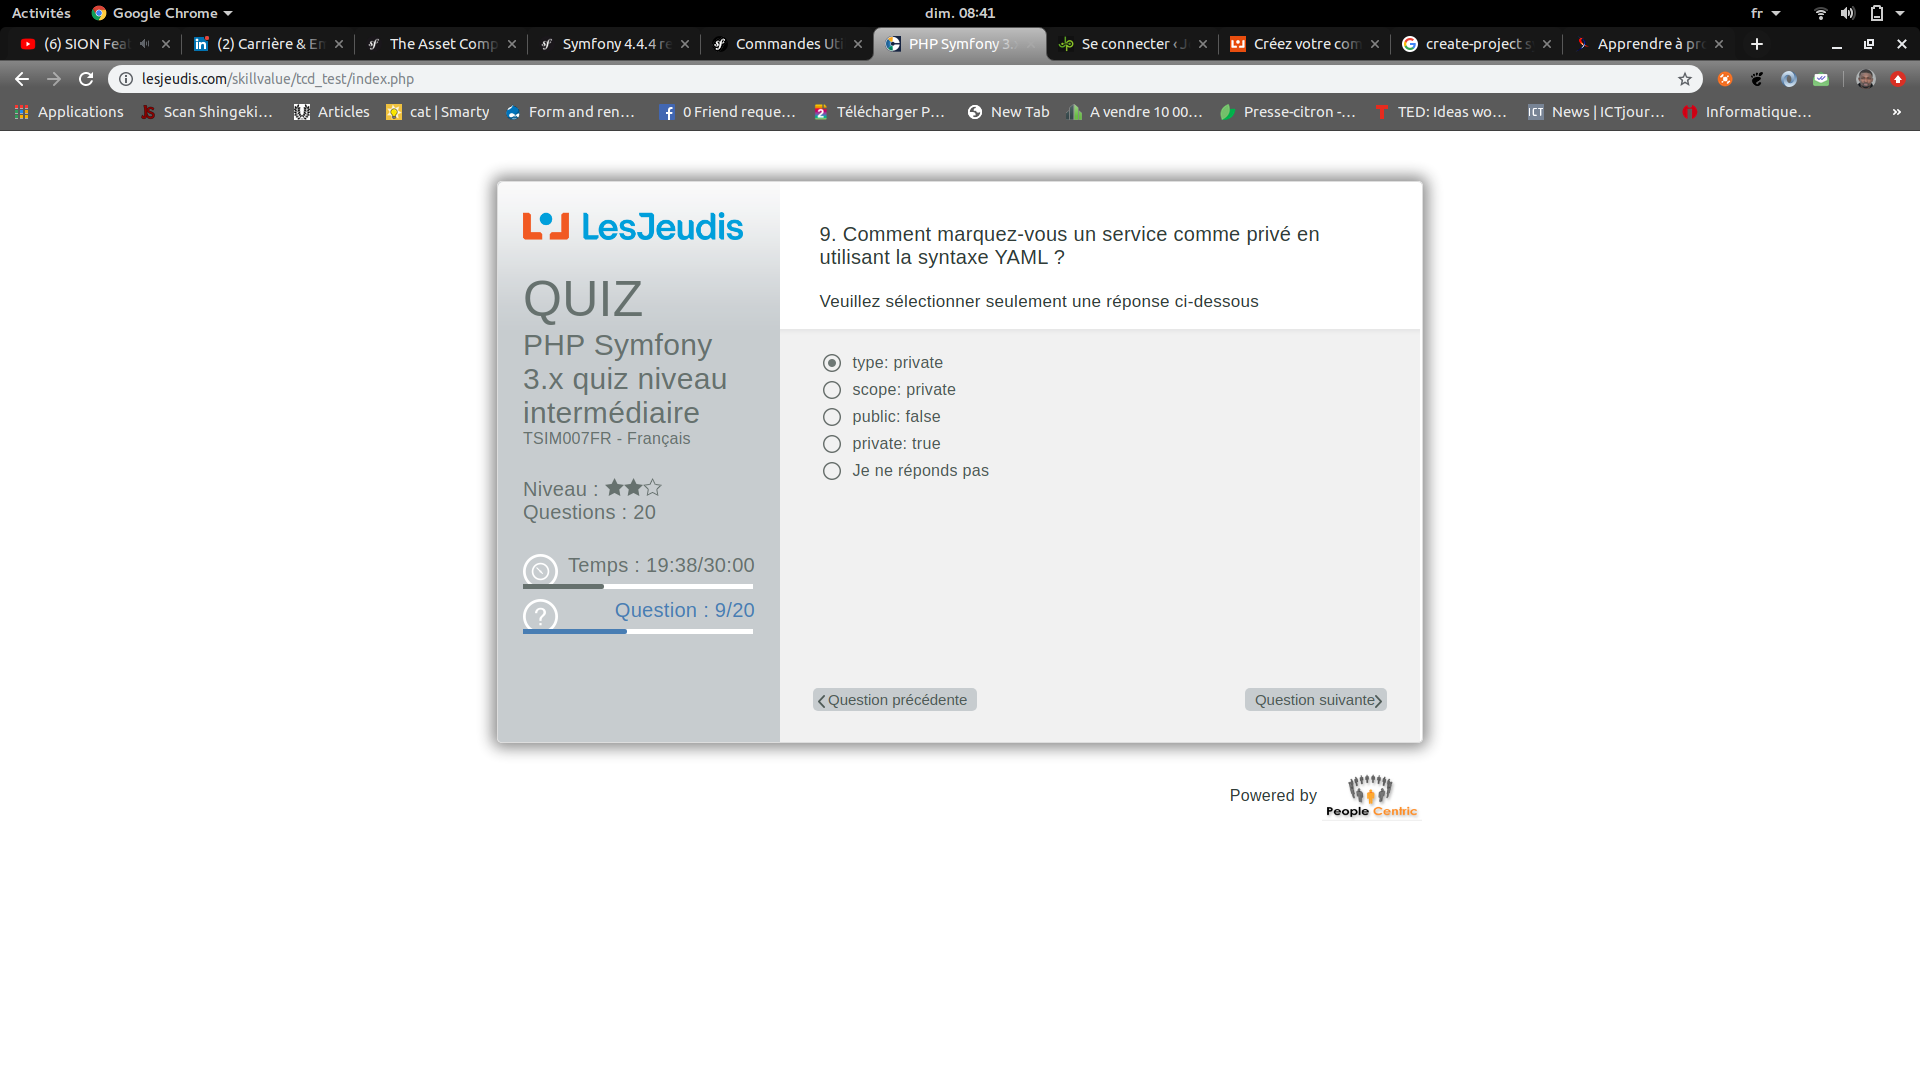 Activités
Google Chrome
dim. 08:41
fr
(6) SION Fea
(2) Carrière & En
The Asset Comp
Symfony 4.4.4 re
Commandes Uti
PHP Symfony 3.
Se connecter ‹ J
Créez votre com
create-project s
Apprendre à pro
lesjeudis.com/skillvalue/tcd_test/index.php
Applications
Scan Shingeki...
Articles
cat | Smarty
Form and ren...
0 Friend reque...
Télécharger P...
New Tab
A vendre 10 00...
Presse-citron -...
TED: Ideas wo...
News | ICTjour...
Informatique...
»
LesJeudis
QUIZ
PHP Symfony
3.x quiz niveau
intermédiaire
TSIM007FR - Français
Niveau :
Questions : 20
Temps : 19:38/30:00
Question : 9/20
9. Comment marquez-vous un service comme privé en
utilisant la syntaxe YAML ?
Veuillez sélectionner seulement une réponse ci-dessous
type: private
scope: private
public: false
private: true
Je ne réponds pas
Question précédente
Question suivante
Powered by
People Centric